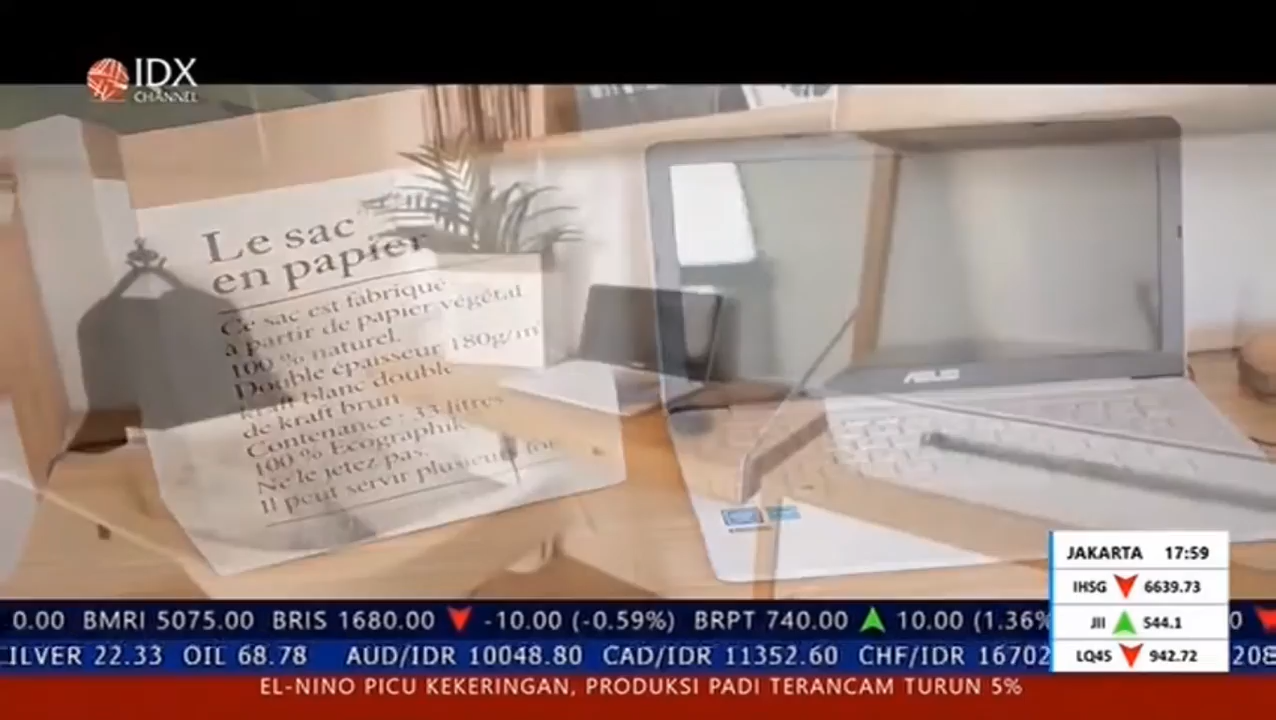 IDX
CHANNEL
Le sac
en papier
Ce sac est fabriqué
à partir de papier végétal
100 % naturel.
Double épaisseur 180g/m²
kraft blanc double
de kraft brun
Contenance : 33 litres
100 % Ecographik
Ne le jetez pas.
Il peut servir plusieurs
ASUS
JAKARTA 17:59
IHSG 6639.73
JII 544.1
LQ45 942.72
0.00 BMRI 5075.00 BRIS 1680.00 -10.00 (-0.59%) BRPT 740.00 10.00 (1.36%
22.33 OIL 68.78 AUD/IDR 10048.80 CAD/IDR 11352.60 CHF/IDR 16702
EL-NINO PICU KEKERINGAN, PRODUKSI PADI TERANCAM TURUN 5%